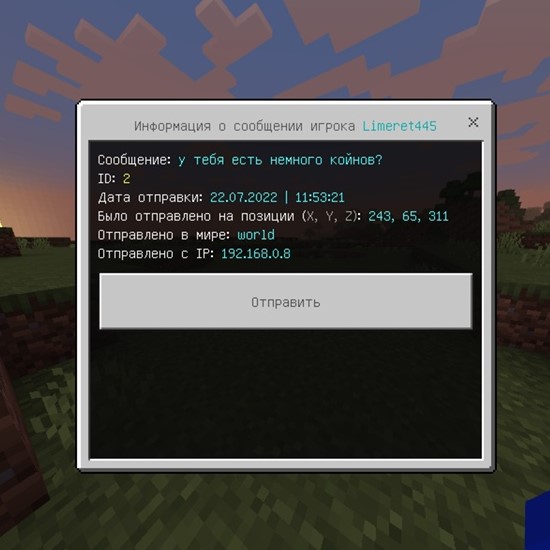 Информация о сообщении игрока Limeret445
Сообщение: у тебя есть немного койнов?
ID: 2
Дата отправки: 22.07.2022 | 11:53:21
Было отправлено на позиции (X, Y, Z): 243, 65, 311
Отправлено в мире: world
Отправлено с IP: 192.168.0.8
Отправить